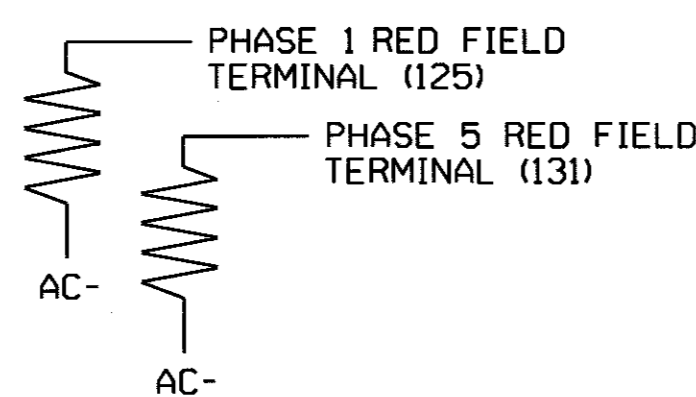 PHASE 1 RED FIELD
TERMINAL (125)
PHASE 5 RED FIELD
TERMINAL (131)
AC-
AC-